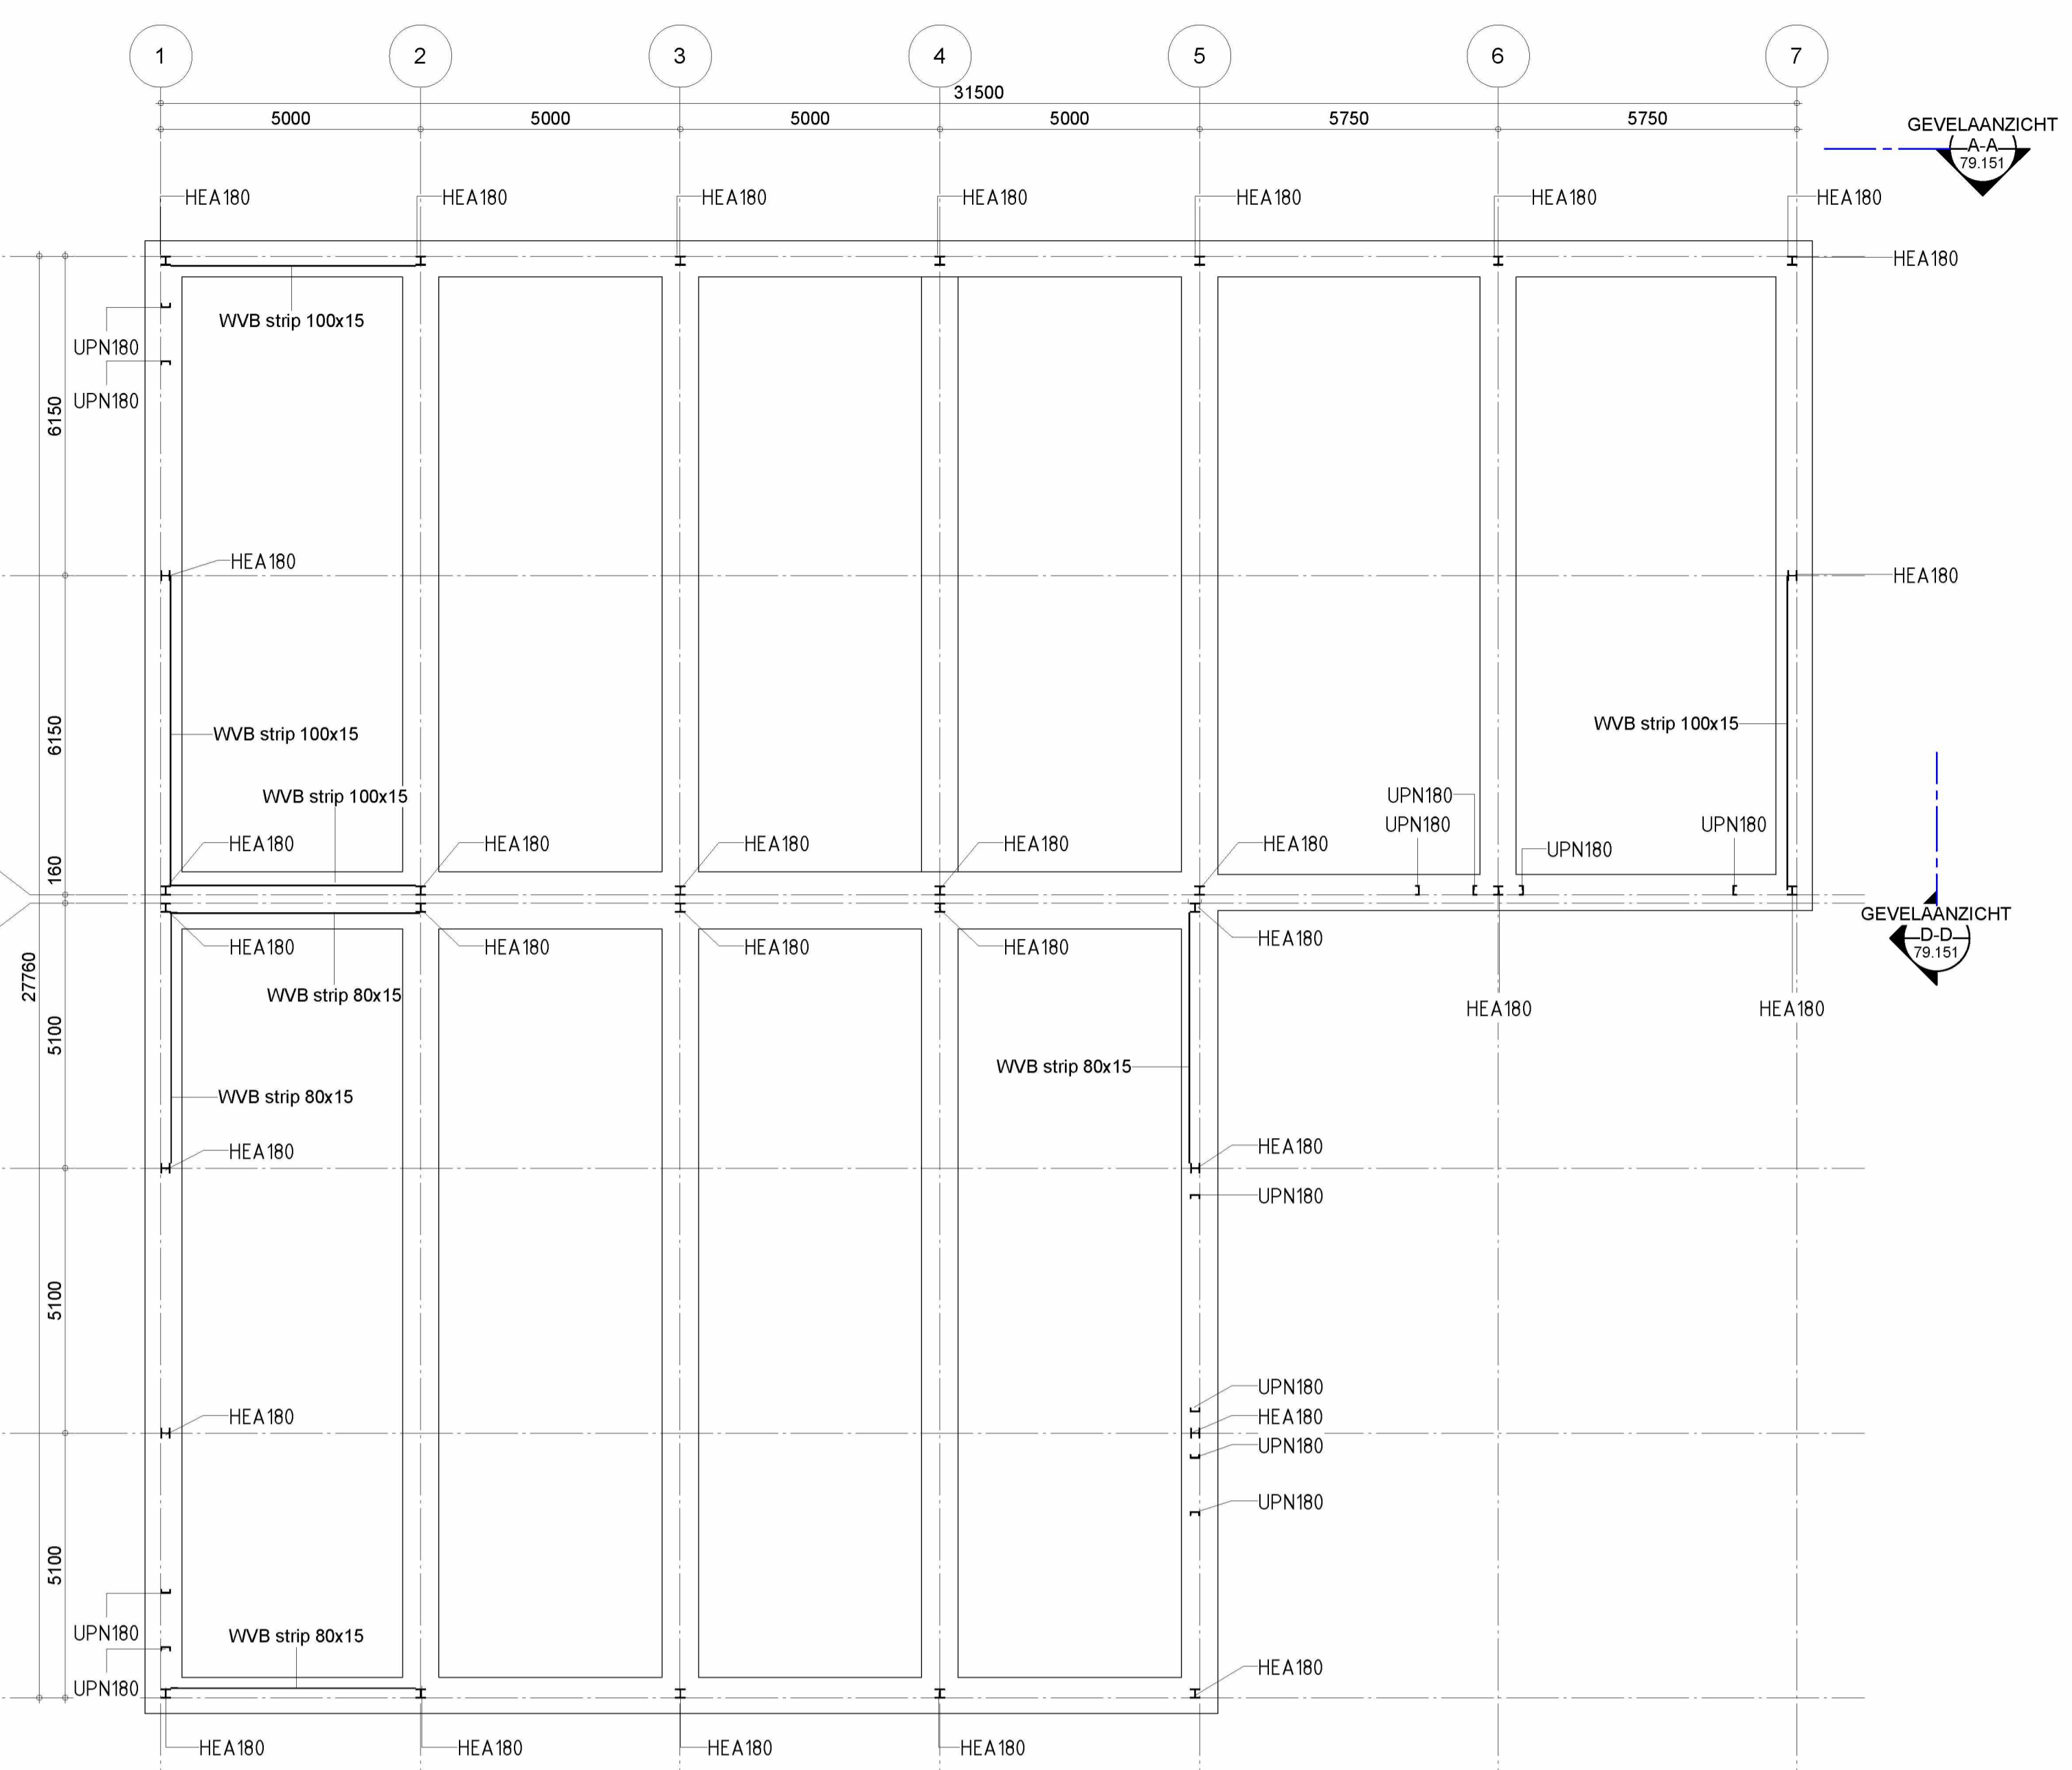 1 2 3 4 5 6 7
31500
5000 5000 5000 5000 5750 5750
GEVELAANZICHT
A-A
79.151
HEA180 HEA180 HEA180 HEA180 HEA180 HEA180 HEA180
HEA180
WVB strip 100x15
UPN180
UPN180
6150
HEA180
HEA180
WVB strip 100x15
WVB strip 100x15
6150
WVB strip 100x15
UPN180
UPN180
UPN180
UPN180
HEA180 HEA180 HEA180 HEA180 HEA180
160
GEVELAANZICHT
D-D
79.151
HEA180 HEA180 HEA180 HEA180 HEA180
27760
WVB strip 80x15
HEA180 HEA180
5100
WVB strip 80x15
WVB strip 80x15
HEA180
HEA180
UPN180
5100
UPN180
HEA180
HEA180
UPN180
UPN180
5100
UPN180
WVB strip 80x15
HEA180
UPN180
HEA180 HEA180 HEA180 HEA180